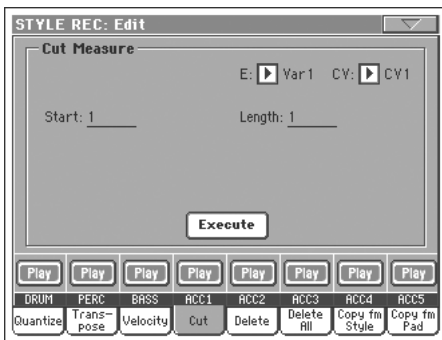 STYLE REC: Edit
Cut Measure
E: Var1 CV: CV1
Start: 1 Length: 1
Execute
Play Play Play Play Play Play Play Play
DRUM PERC BASS ACC1 ACC2 ACC3 ACC4 ACC5
Quantize Trans-pose Velocity Cut Delete Delete All Copy fm Style Copy fm Pad